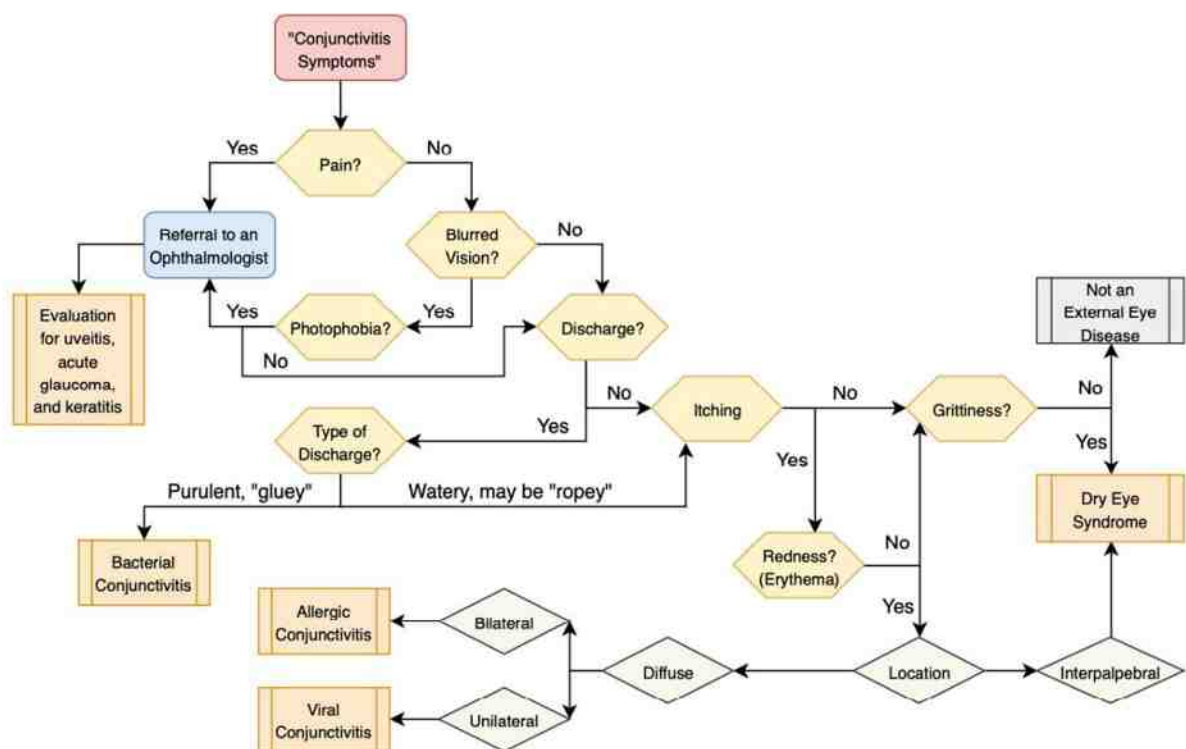 "Conjunctivitis
Symptoms"
Yes
Pain?
No
Referral to an
Ophthalmologist
Blurred
Vision?
No
Evaluation
for uveitis,
acute
glaucoma,
and keratitis
Yes
Photophobia?
Yes
No
Discharge?
Not an
External Eye
Disease
No
Itching
No
Grittiness?
No
Type of
Discharge?
Yes
Yes
Yes
Purulent, "gluey"
Watery, may be "ropey"
Dry Eye
Syndrome
Bacterial
Conjunctivitis
Redness?
(Erythema)
No
Yes
Allergic
Conjunctivitis
Bilateral
Diffuse
Location
Interpalpebral
Viral
Conjunctivitis
Unilateral